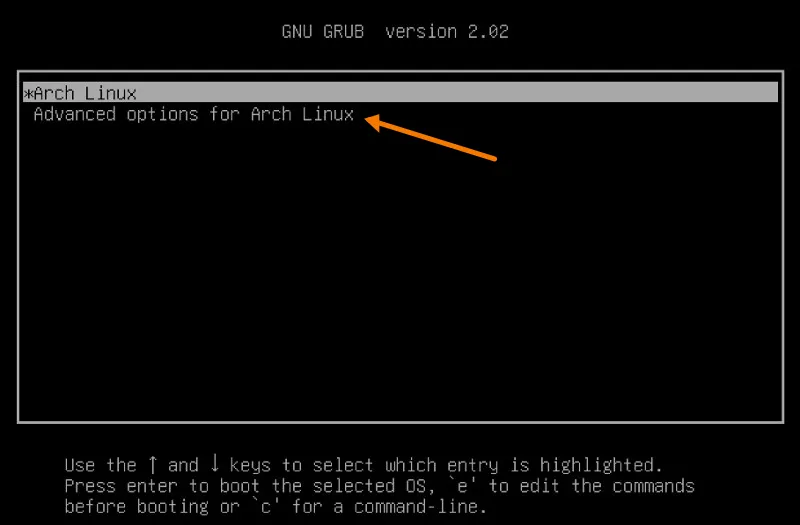 GNU GRUB  version 2.02
*Arch Linux
Advanced options for Arch Linux
Use the ↑ and ↓ keys to select which entry is highlighted.
Press enter to boot the selected OS, `e' to edit the commands
before booting or `c' for a command-line.